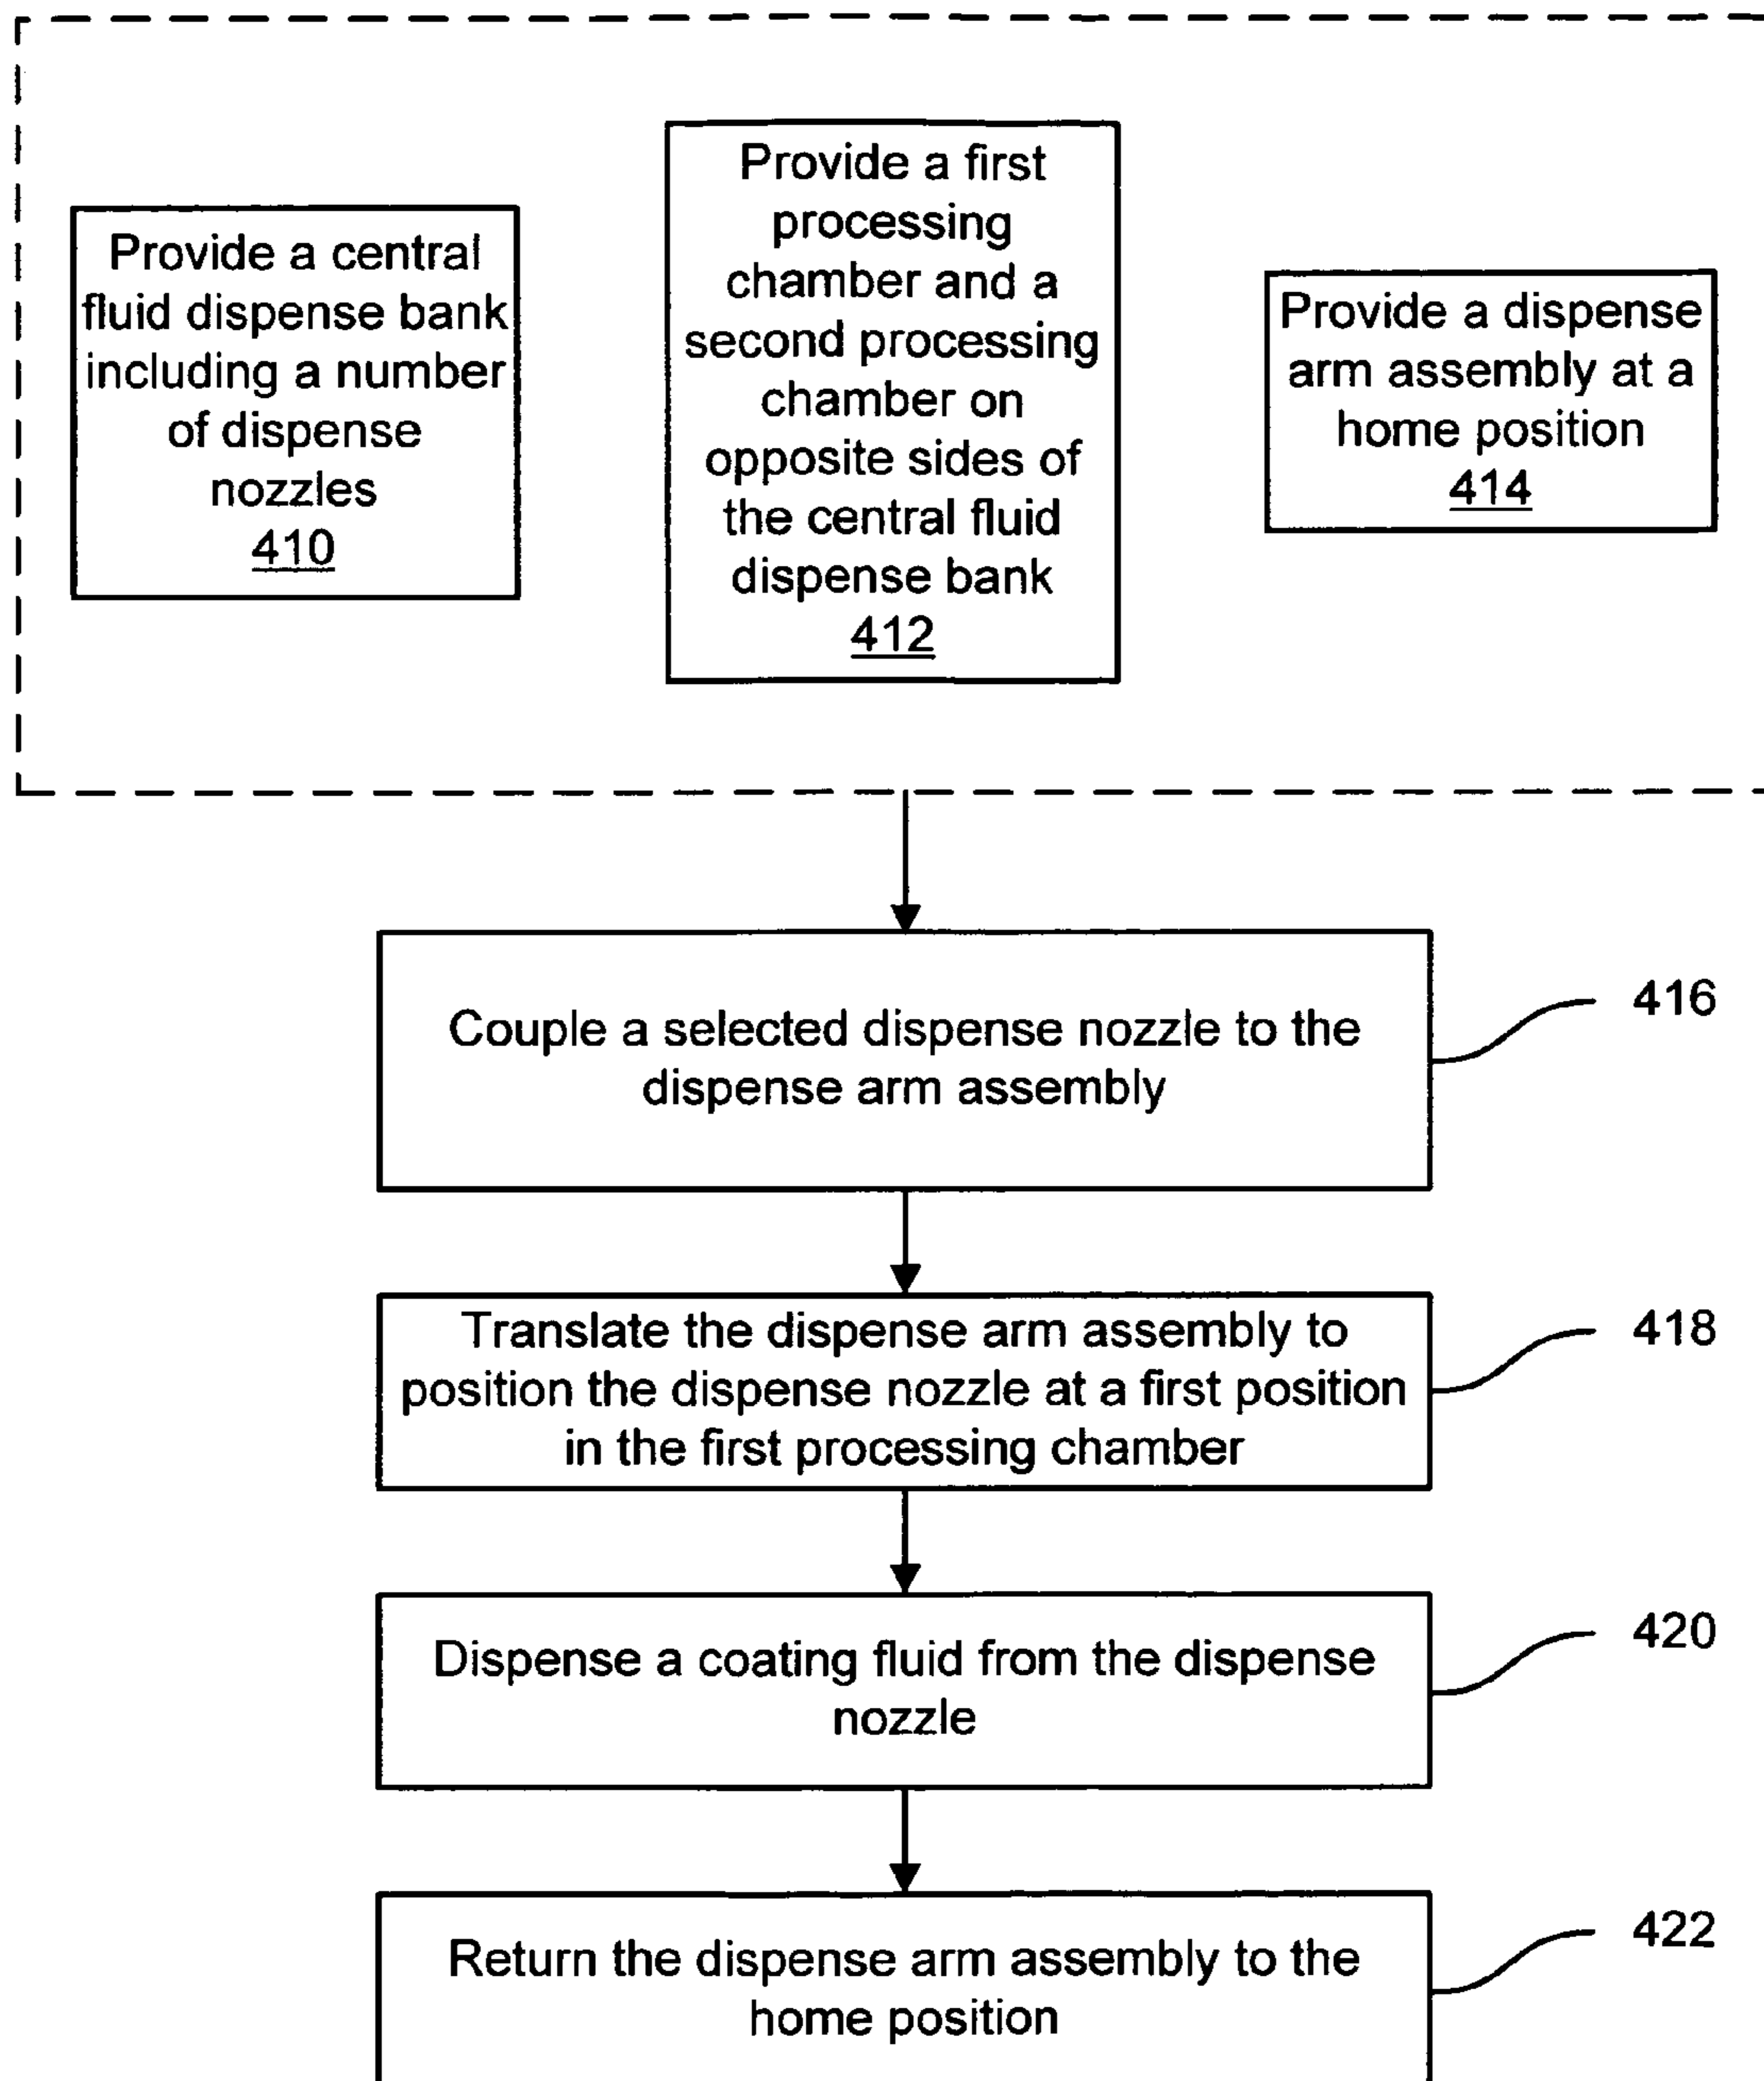 Provide a central
fluid dispense bank
including a number
of dispense
nozzles
410
Provide a first
processing
chamber and a
second processing
chamber on
opposite sides of
the central fluid
dispense bank
412
Provide a dispense
arm assembly at a
home position
414
Couple a selected dispense nozzle to the
dispense arm assembly
416
Translate the dispense arm assembly to
position the dispense nozzle at a first position
in the first processing chamber
418
Dispense a coating fluid from the dispense
nozzle
420
Return the dispense arm assembly to the
home position
422